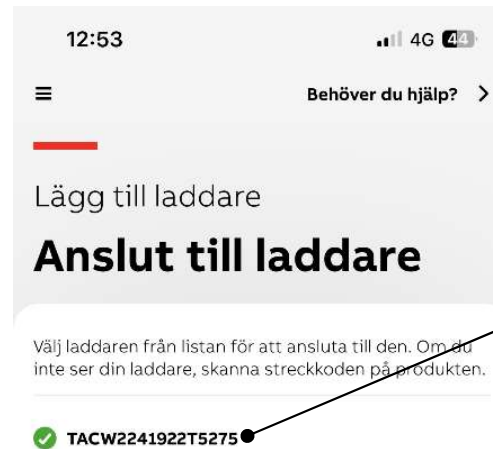 12:53
4G 44
Behöver du hjälp?
Lägg till laddare
Anslut till laddare
Välj laddaren från listan för att ansluta till den. Om du
inte ser din laddare, skanna streckkoden på produkten.
TACW2241922T5275